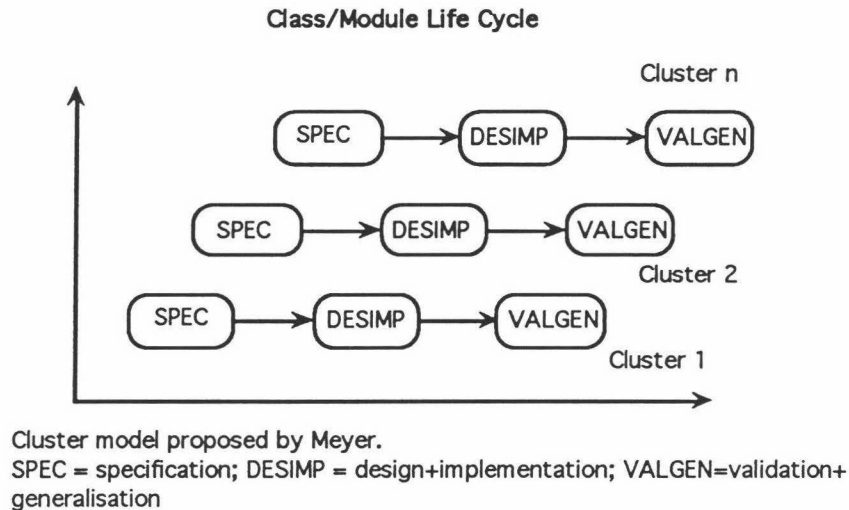 Class/Module Life Cycle
Cluster n
SPEC DESIMP VALGEN
SPEC DESIMP VALGEN
Cluster 2
SPEC DESIMP VALGEN
Cluster 1
Cluster model proposed by Meyer.
SPEC = specification; DESIMP = design+implementation; VALGEN=validation+
generalisation